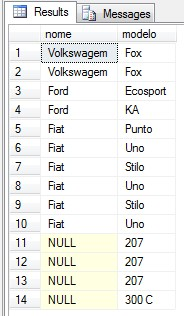 Results Messages
nome modelo
1 Volkswagem Fox
2 Volkswagem Fox
3 Ford Ecosport
4 Ford KA
5 Fiat Punto
6 Fiat Uno
7 Fiat Stilo
8 Fiat Uno
9 Fiat Stilo
10 Fiat Uno
11 NULL 207
12 NULL 207
13 NULL 207
14 NULL 300 C